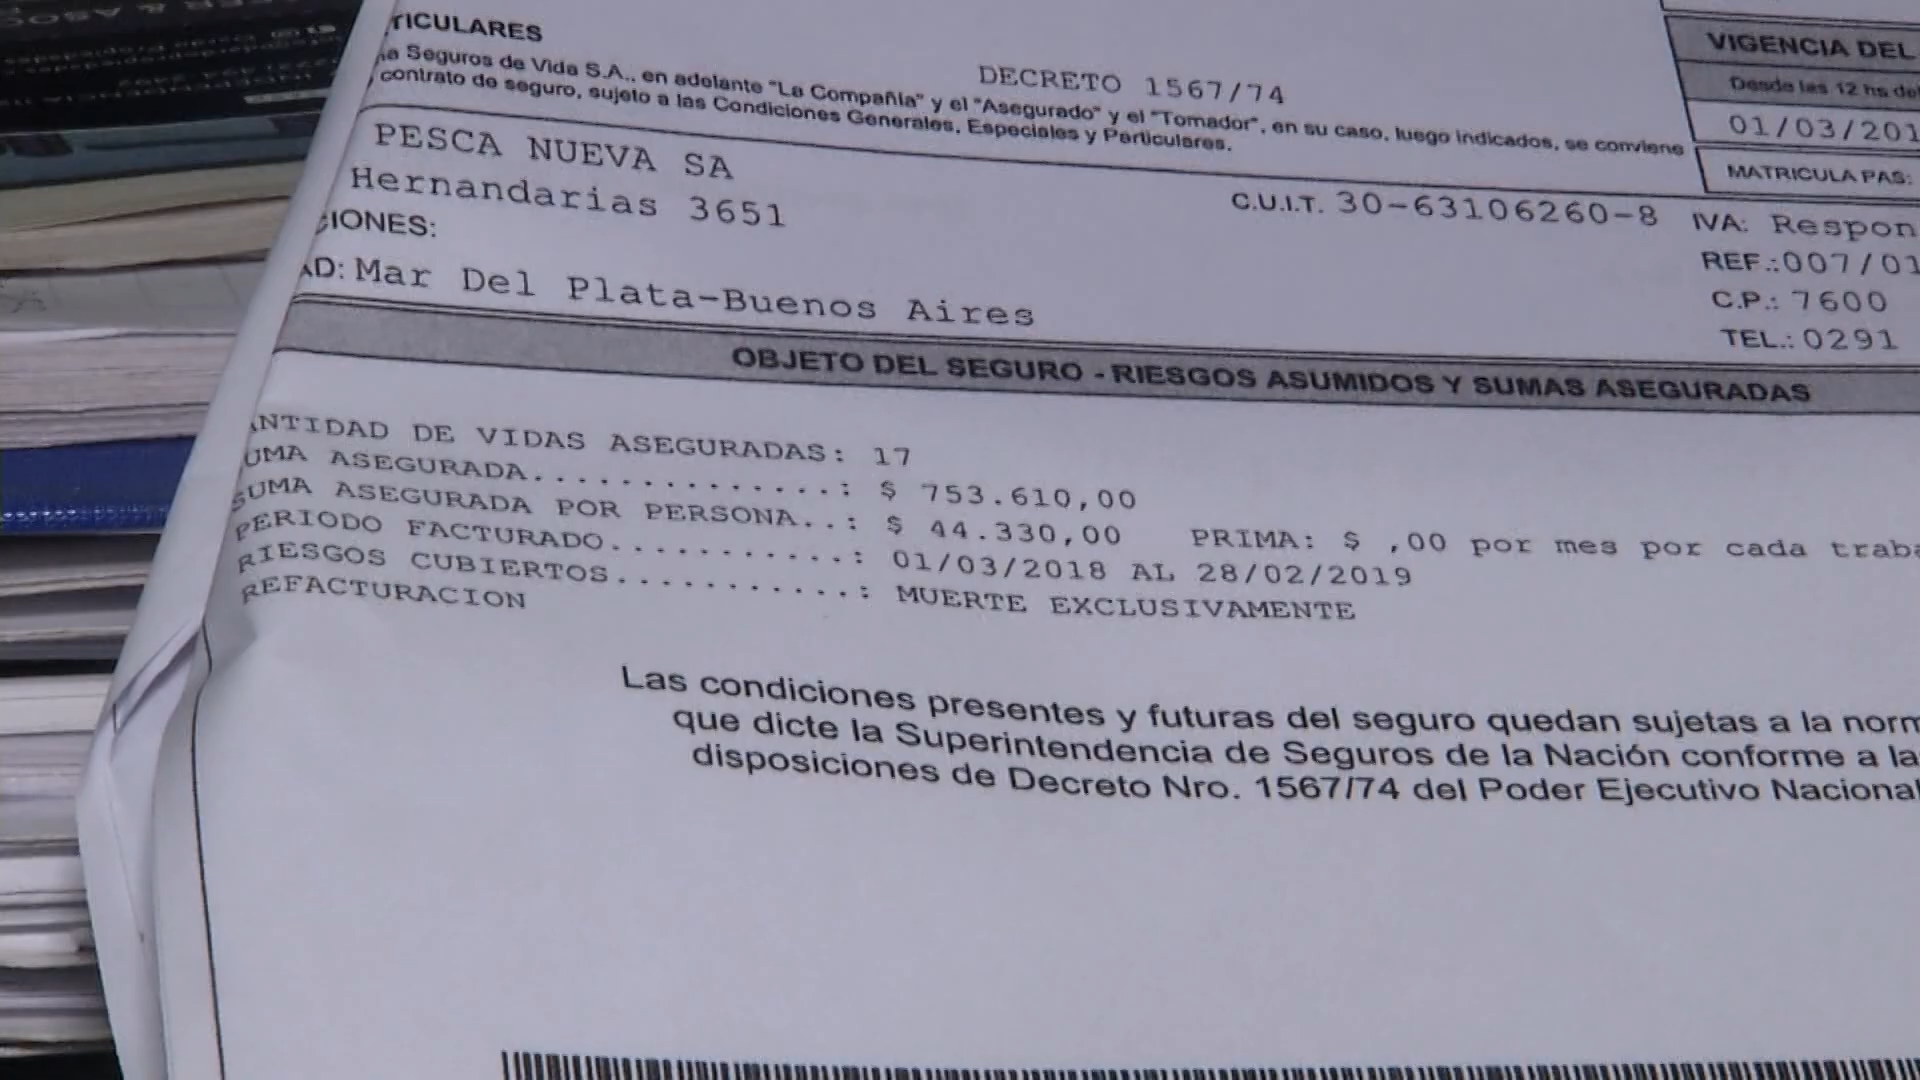 TICULARES
DECRETO 1567/74
Seguros de Vida S.A., en adelante "La Compañía" y el "Asegurado" y el "Tomador", en su caso, luego indicados, se conviene
contrato de seguro, sujeto a las Condiciones Generales, Especiales y Particulares.
VIGENCIA DEL
Desde las 12 hs del
01/03/201
MATRICULA PAS:
PESCA NUEVA SA
Hernandarias 3651
C.U.I.T. 30-63106260-8 IVA: Respon
CIONES:
REF.:007/01
C.P.: 7600
AD: Mar Del Plata-Buenos Aires
TEL.: 0291
OBJETO DEL SEGURO - RIESGOS ASUMIDOS Y SUMAS ASEGURADAS
ANTIDAD DE VIDAS ASEGURADAS: 17
UMA ASEGURADA..............: $ 753.610,00
SUMA ASEGURADA POR PERSONA..: $ 44.330,00 PRIMA: $ ,00 por mes por cada traba
PERIODO FACTURADO...........: 01/03/2018 AL 28/02/2019
RIESGOS CUBIERTOS...........: MUERTE EXCLUSIVAMENTE
REFACTURACION
Las condiciones presentes y futuras del seguro quedan sujetas a la norm
que dicte la Superintendencia de Seguros de la Nación conforme a la
disposiciones de Decreto Nro. 1567/74 del Poder Ejecutivo Nacional